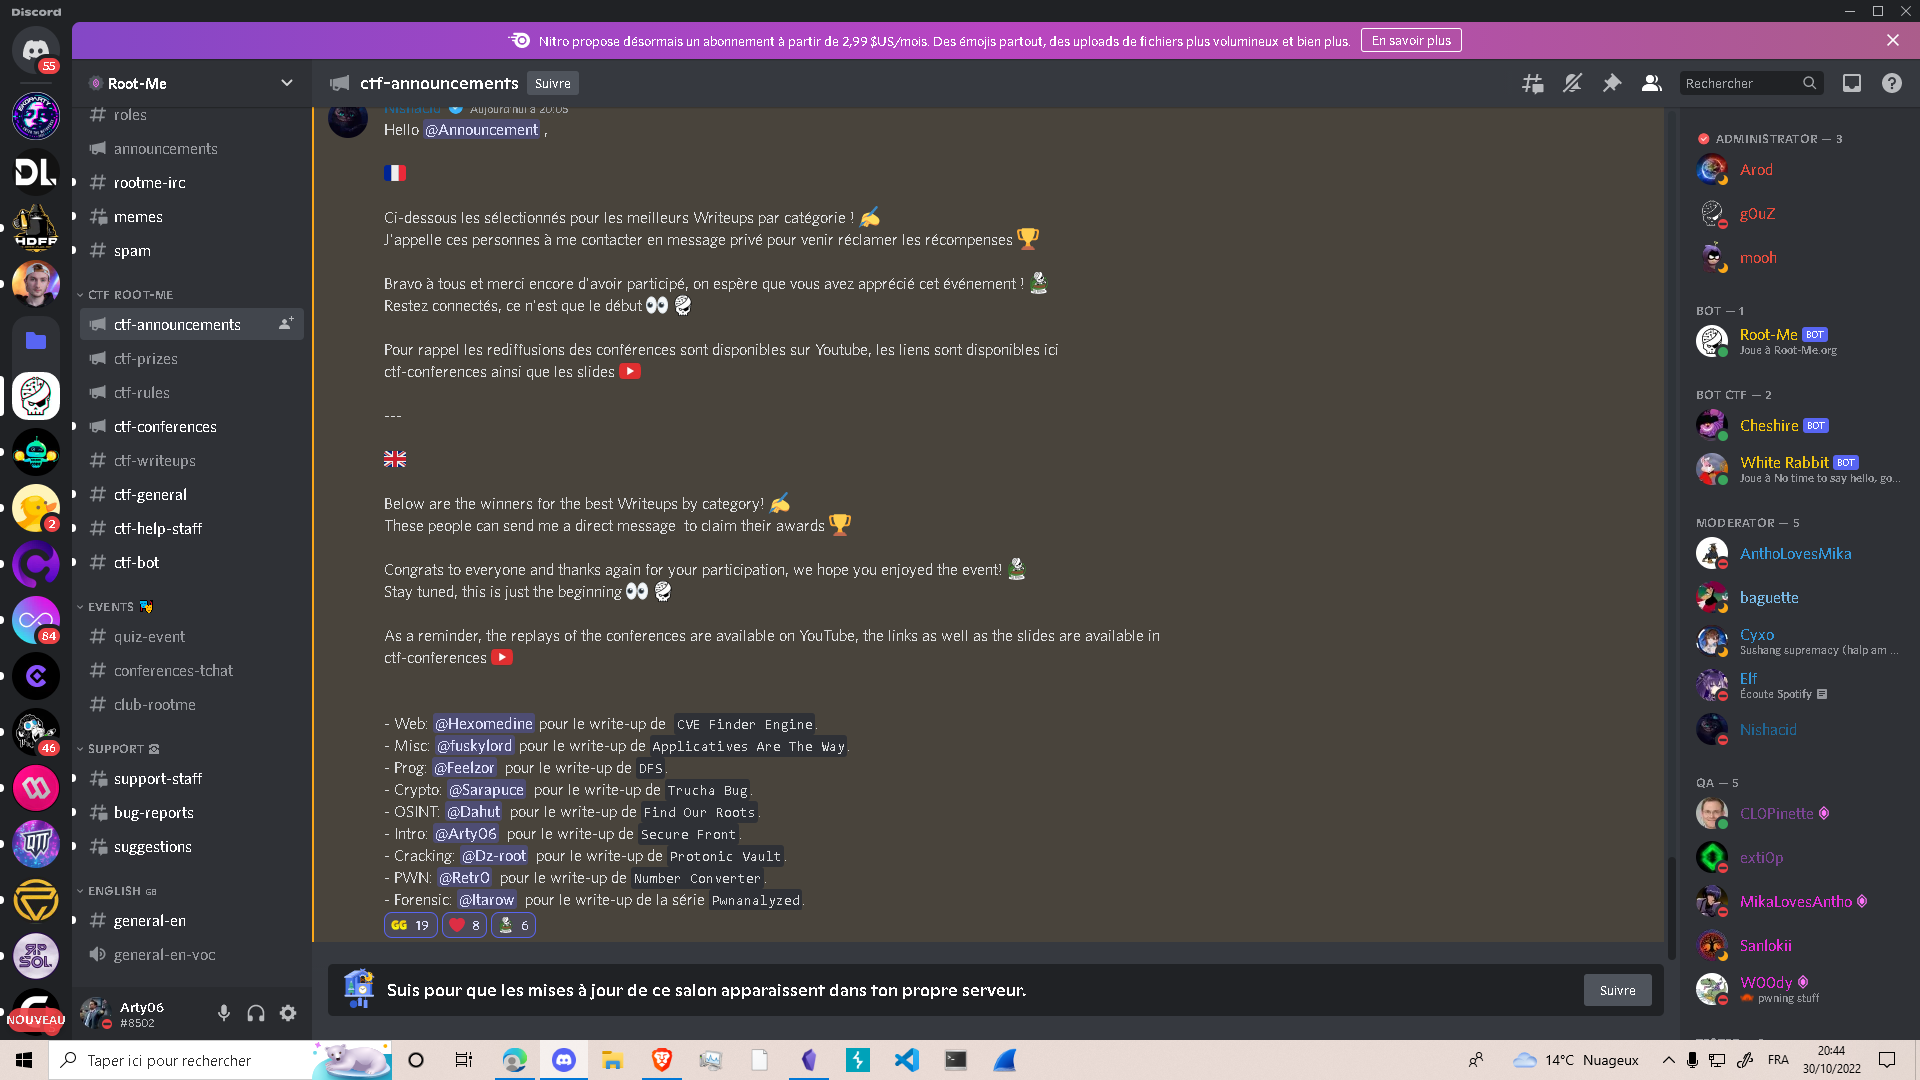 Discord
Nitro propose désormais un abonnement à partir de 2,99 $US/mois. Des émojis partout, des uploads de fichiers plus volumineux et bien plus.
En savoir plus
55
DL
HDFF
2
84
46
RP
SOL
NOUVEAU
Root-Me
roles
announcements
rootme-irc
memes
spam
CTF ROOT-ME
ctf-announcements
ctf-prizes
ctf-rules
ctf-conferences
ctf-writeups
ctf-general
ctf-help-staff
ctf-bot
EVENTS
quiz-event
conferences-tchat
club-rootme
SUPPORT
support-staff
bug-reports
suggestions
ENGLISH GB
general-en
general-en-voc
Arty06
#8502
ctf-announcements
Suivre
Rechercher
Nishacid Aujourd'hui à 20:05
Hello @Announcement ,
Ci-dessous les sélectionnés pour les meilleurs Writeups par catégorie ! ✍
J'appelle ces personnes à me contacter en message privé pour venir réclamer les récompenses 🏆
Bravo à tous et merci encore d'avoir participé, on espère que vous avez apprécié cet événement !
Restez connectés, ce n'est que le début 👀
Pour rappel les rediffusions des conférences sont disponibles sur Youtube, les liens sont disponibles ici
ctf-conferences ainsi que les slides
---
Below are the winners for the best Writeups by category! ✍
These people can send me a direct message to claim their awards 🏆
Congrats to everyone and thanks again for your participation, we hope you enjoyed the event!
Stay tuned, this is just the beginning 👀
As a reminder, the replays of the conferences are available on YouTube, the links as well as the slides are available in
ctf-conferences
- Web: @Hexomedine pour le write-up de CVE Finder Engine.
- Misc: @fuskylord pour le write-up de Applicatives Are The Way.
- Prog: @Feelzor pour le write-up de DFS.
- Crypto: @Sarapuce pour le write-up de Trucha Bug.
- OSINT: @Dahut pour le write-up de Find Our Roots.
- Intro: @Arty06 pour le write-up de Secure Front.
- Cracking: @Dz-root pour le write-up de Protonic Vault.
- PWN: @Retr0 pour le write-up de Number Converter.
- Forensic: @Itarow pour le write-up de la série Pwnanalyzed.
GG 19 ❤ 8 6
Suis pour que les mises à jour de ce salon apparaissent dans ton propre serveur.
Suivre
ADMINISTRATOR — 3
Arod
g0uZ
mooh
BOT — 1
Root-Me BOT
Joue à Root-Me.org
BOT CTF — 2
Cheshire BOT
White Rabbit BOT
Joue à No time to say hello, go...
MODERATOR — 5
AnthoLovesMika
baguette
Cyxo
Sushang supremacy (halp am ...
Elf
Écoute Spotify
Nishacid
QA — 5
CLOPinette
exti0p
MikaLovesAntho
Sanlokii
W00dy
pwning stuff
Taper ici pour rechercher
14°C Nuageux
FRA
20:44
30/10/2022